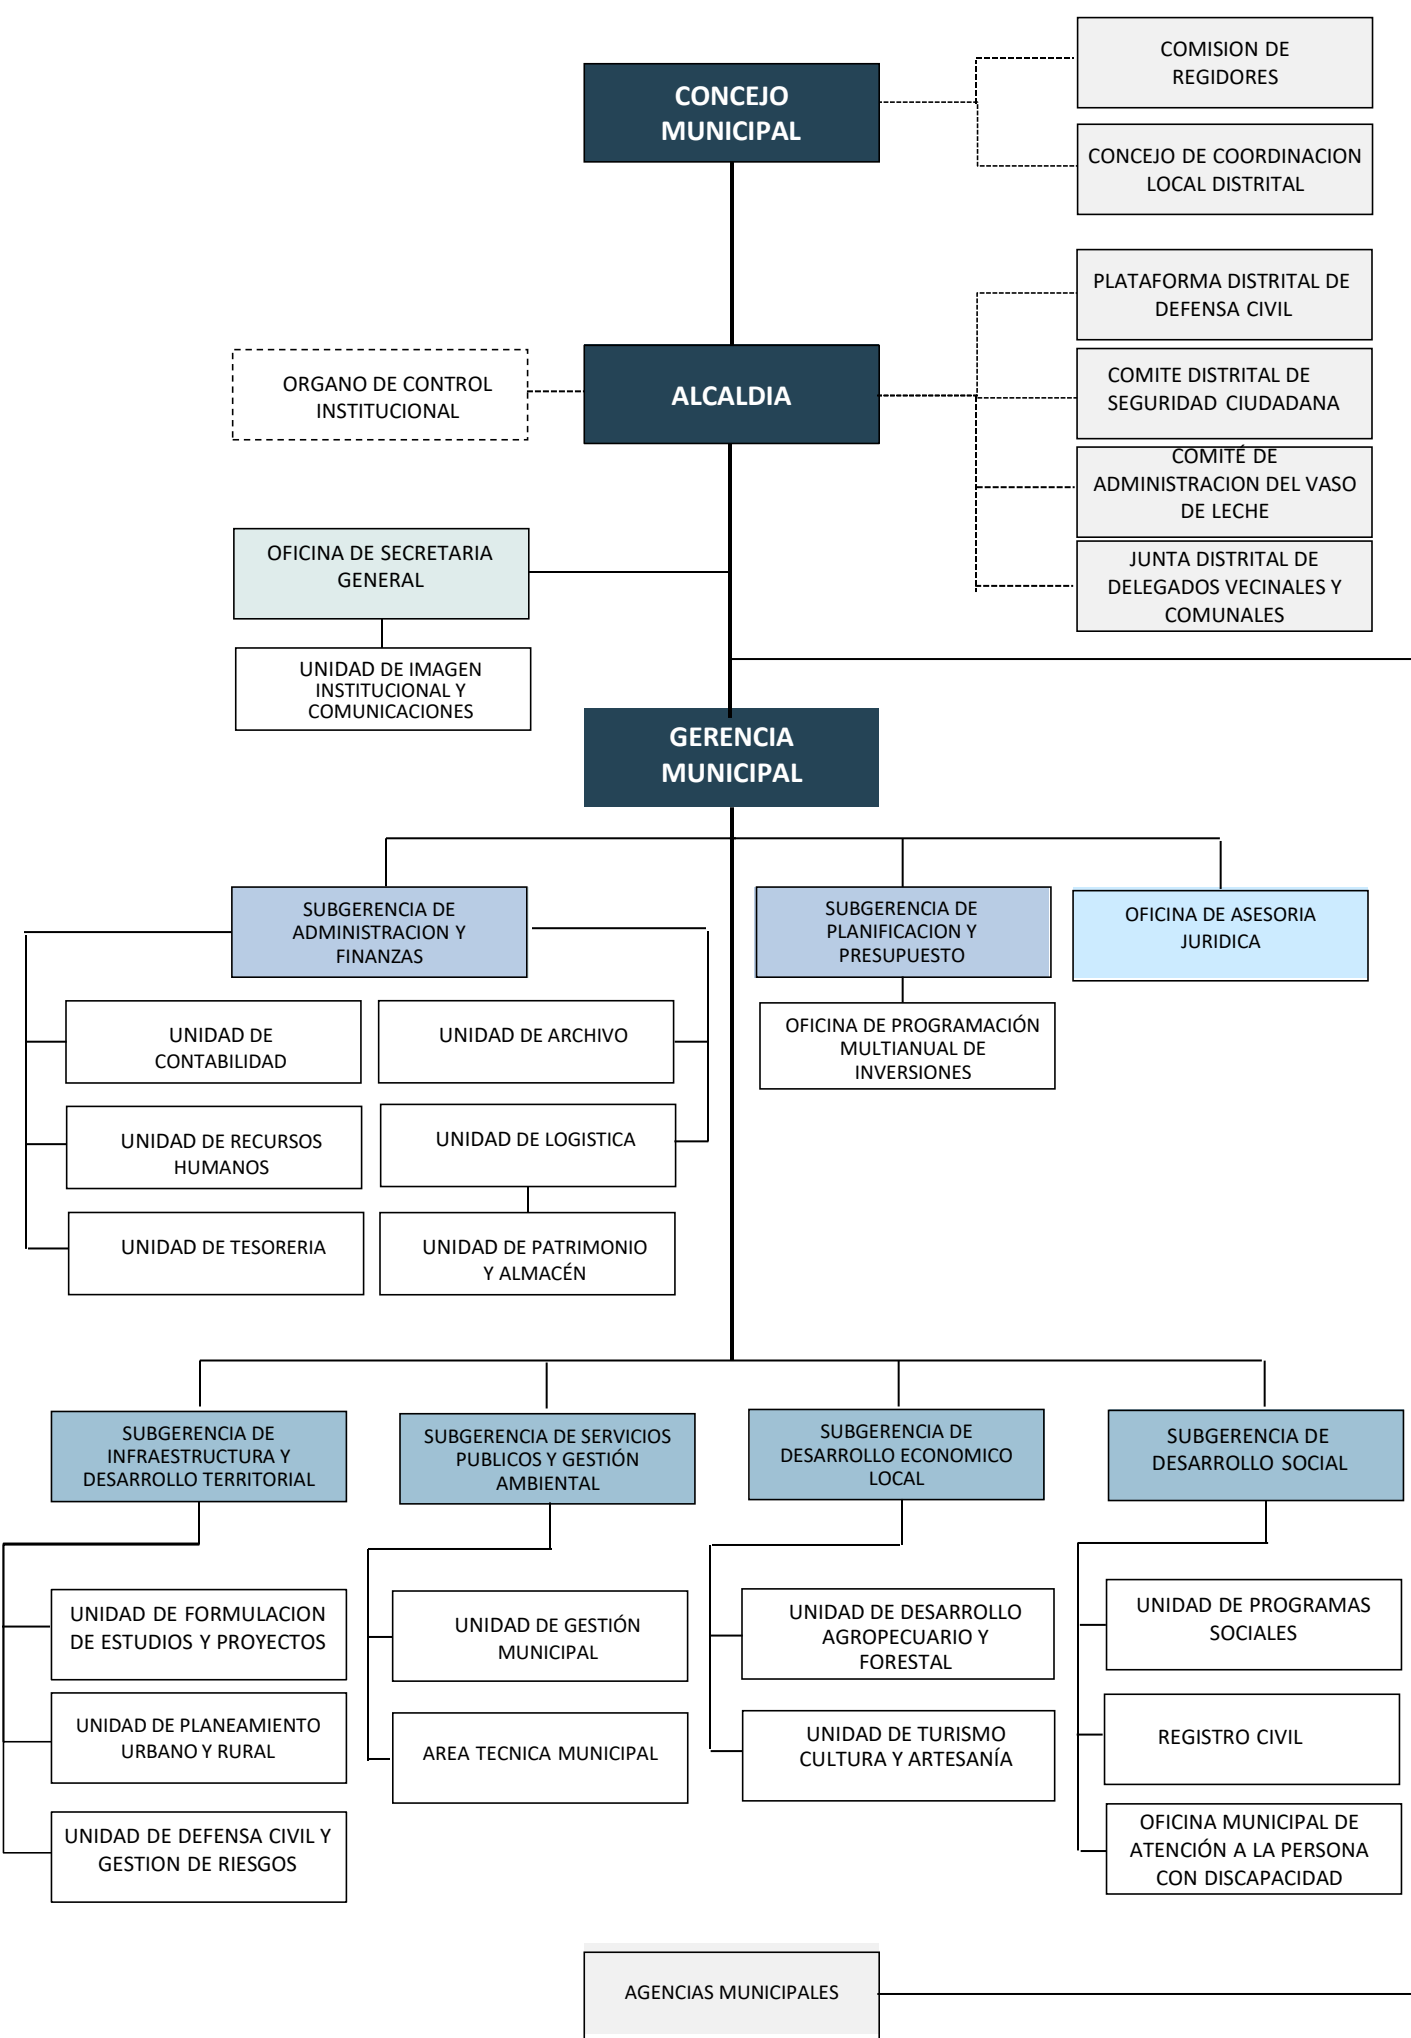 COMISION DE
REGIDORES
CONCEJO
MUNICIPAL
CONCEJO DE COORDINACION
LOCAL DISTRITAL
PLATAFORMA DISTRITAL DE
DEFENSA CIVIL
ORGANO DE CONTROL
INSTITUCIONAL
ALCALDIA
COMITE DISTRITAL DE
SEGURIDAD CIUDADANA
COMITÉ DE
ADMINISTRACION DEL VASO
DE LECHE
OFICINA DE SECRETARIA
GENERAL
JUNTA DISTRITAL DE
DELEGADOS VECINALES Y
COMUNALES
UNIDAD DE IMAGEN
INSTITUCIONAL Y
COMUNICACIONES
GERENCIA
MUNICIPAL
SUBGERENCIA DE
ADMINISTRACION Y
FINANZAS
SUBGERENCIA DE
PLANIFICACION Y
PRESUPUESTO
OFICINA DE ASESORIA
JURIDICA
UNIDAD DE
CONTABILIDAD
UNIDAD DE ARCHIVO
OFICINA DE PROGRAMACIÓN
MULTIANUAL DE
INVERSIONES
UNIDAD DE RECURSOS
HUMANOS
UNIDAD DE LOGISTICA
UNIDAD DE TESORERIA
UNIDAD DE PATRIMONIO
Y ALMACÉN
SUBGERENCIA DE
INFRAESTRUCTURA Y
DESARROLLO TERRITORIAL
SUBGERENCIA DE SERVICIOS
PUBLICOS Y GESTIÓN
AMBIENTAL
SUBGERENCIA DE
DESARROLLO ECONOMICO
LOCAL
SUBGERENCIA DE
DESARROLLO SOCIAL
UNIDAD DE FORMULACION
DE ESTUDIOS Y PROYECTOS
UNIDAD DE GESTIÓN
MUNICIPAL
UNIDAD DE DESARROLLO
AGROPECUARIO Y
FORESTAL
UNIDAD DE PROGRAMAS
SOCIALES
UNIDAD DE PLANEAMIENTO
URBANO Y RURAL
AREA TECNICA MUNICIPAL
UNIDAD DE TURISMO
CULTURA Y ARTESANÍA
REGISTRO CIVIL
UNIDAD DE DEFENSA CIVIL Y
GESTION DE RIESGOS
OFICINA MUNICIPAL DE
ATENCIÓN A LA PERSONA
CON DISCAPACIDAD
AGENCIAS MUNICIPALES